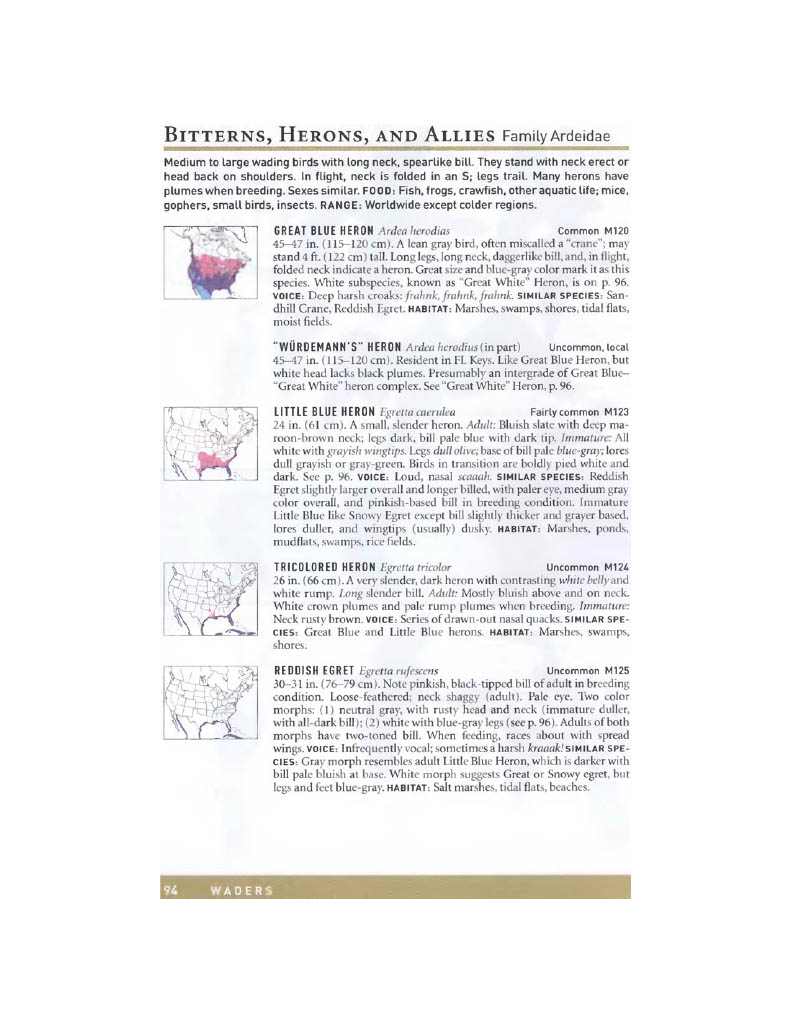 BITTERNS, HERONS, AND ALLIES Family Ardeidae
Medium to large wading birds with long neck, spearlike bill. They stand with neck erect or
head back on shoulders. In flight, neck is folded in an S; legs trail. Many herons have
plumes when breeding. Sexes similar. FOOD: Fish, frogs, crawfish, other aquatic life; mice,
gophers, small birds, insects. RANGE: Worldwide except colder regions.
GREAT BLUE HERON Ardea herodias Common M120
45–47 in. (115–120 cm). A lean gray bird, often miscalled a “crane”; may
stand 4 ft. (122 cm) tall. Long legs, long neck, daggerlike bill, and, in flight,
folded neck indicate a heron. Great size and blue-gray color mark it as this
species. White subspecies, known as “Great White” Heron, is on p. 96.
VOICE: Deep harsh croaks: frahnk, frahnk, frahnk. SIMILAR SPECIES: San-
dhill Crane, Reddish Egret. HABITAT: Marshes, swamps, shores, tidal flats,
moist fields.
"WÜRDEMANN'S" HERON Ardea herodius (in part) Uncommon, local
45–47 in. (115–120 cm). Resident in FL Keys. Like Great Blue Heron, but
white head lacks black plumes. Presumably an intergrade of Great Blue–
“Great White” heron complex. See “Great White” Heron, p. 96.
LITTLE BLUE HERON Egretta caerulea Fairly common M123
24 in. (61 cm). A small, slender heron. Adult: Bluish slate with deep ma-
roon-brown neck; legs dark, bill pale blue with dark tip. Immature: All
white with grayish wingtips. Legs dull olive; base of bill pale blue-gray; lores
dull grayish or gray-green. Birds in transition are boldly pied white and
dark. See p. 96. VOICE: Loud, nasal scaaah. SIMILAR SPECIES: Reddish
Egret slightly larger overall and longer billed, with paler eye, medium gray
color overall, and pinkish-based bill in breeding condition. Immature
Little Blue like Snowy Egret except bill slightly thicker and grayer based,
lores duller, and wingtips (usually) dusky. HABITAT: Marshes, ponds,
mudflats, swamps, rice fields.
TRICOLORED HERON Egretta tricolor Uncommon M124
26 in. (66 cm). A very slender, dark heron with contrasting white belly and
white rump. Long slender bill. Adult: Mostly bluish above and on neck.
White crown plumes and pale rump plumes when breeding. Immature:
Neck rusty brown. VOICE: Series of drawn-out nasal quacks. SIMILAR SPE-
CIES: Great Blue and Little Blue herons. HABITAT: Marshes, swamps,
shores.
REDDISH EGRET Egretta rufescens Uncommon M125
30–31 in. (76–79 cm). Note pinkish, black-tipped bill of adult in breeding
condition. Loose-feathered; neck shaggy (adult). Pale eye. Two color
morphs: (1) neutral gray, with rusty head and neck (immature duller,
with all-dark bill); (2) white with blue-gray legs (see p. 96). Adults of both
morphs have two-toned bill. When feeding, races about with spread
wings. VOICE: Infrequently vocal; sometimes a harsh kraaak! SIMILAR SPE-
CIES: Gray morph resembles adult Little Blue Heron, which is darker with
bill pale bluish at base. White morph suggests Great or Snowy egret, but
legs and feet blue-gray. HABITAT: Salt marshes, tidal flats, beaches.
94 WADERS